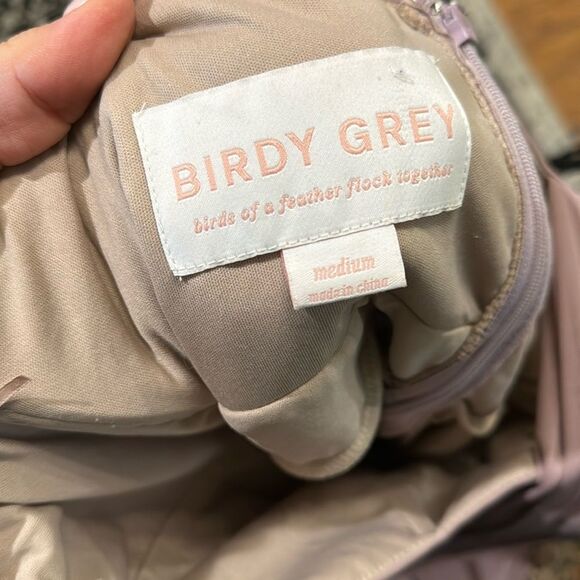 BIRDY GREY
birds of a feather flock together
medium
made in china